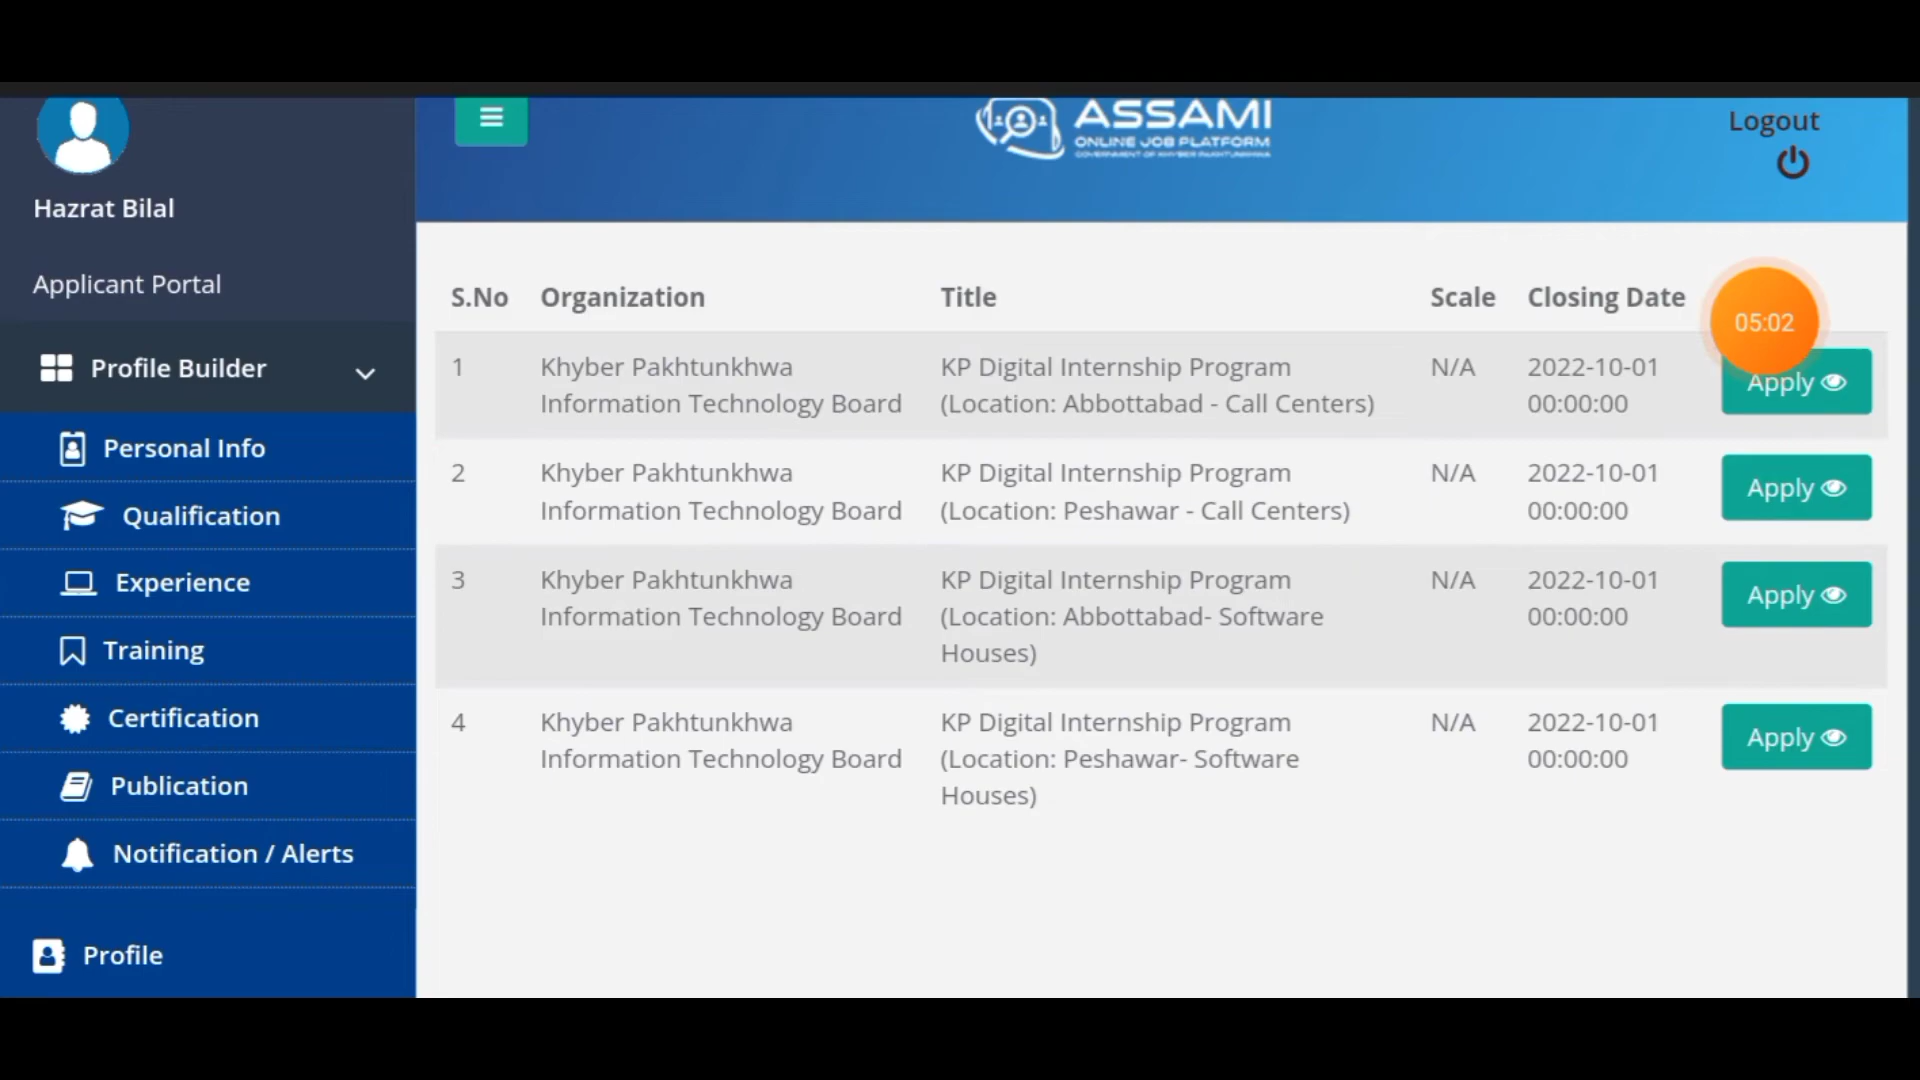 ASSAMI
ONLINE JOB PLATFORM
GOVERNMENT OF KHYBER PAKHTUNKHWA
Logout
Hazrat Bilal
Applicant Portal
Profile Builder
Personal Info
Qualification
Experience
Training
Certification
Publication
Notification / Alerts
Profile
S.No Organization Title Scale Closing Date
05:02
1 Khyber Pakhtunkhwa KP Digital Internship Program N/A 2022-10-01 Apply
Information Technology Board (Location: Abbottabad - Call Centers) 00:00:00
2 Khyber Pakhtunkhwa KP Digital Internship Program N/A 2022-10-01 Apply
Information Technology Board (Location: Peshawar - Call Centers) 00:00:00
3 Khyber Pakhtunkhwa KP Digital Internship Program N/A 2022-10-01 Apply
Information Technology Board (Location: Abbottabad- Software 00:00:00
Houses)
4 Khyber Pakhtunkhwa KP Digital Internship Program N/A 2022-10-01 Apply
Information Technology Board (Location: Peshawar- Software 00:00:00
Houses)